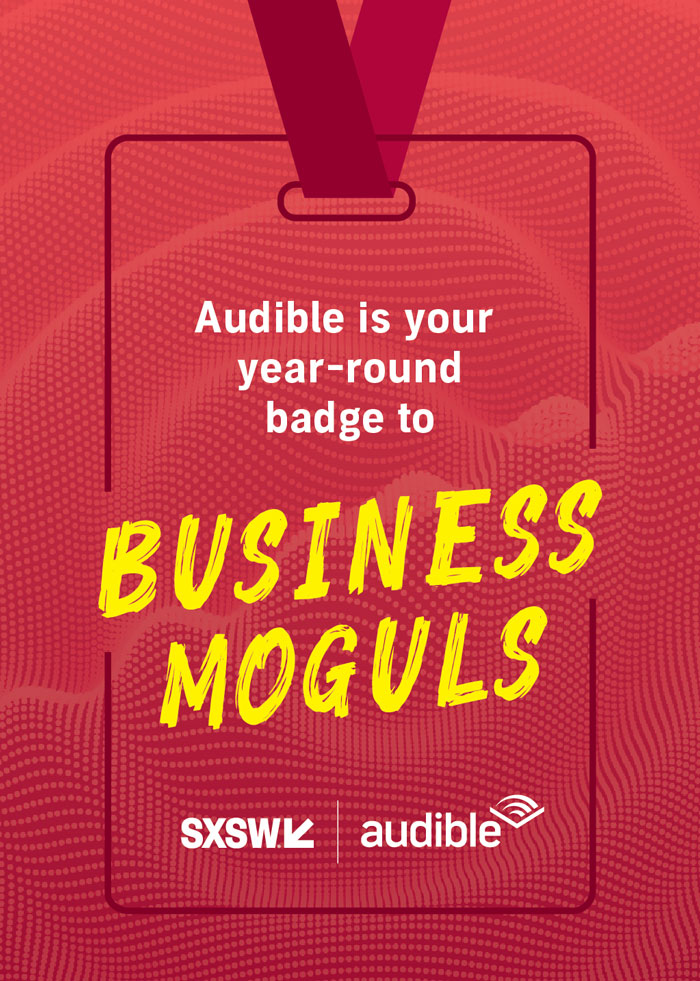 Audible is your
year-round
badge to
BUSINESS
MOGULS
SXSW. audible